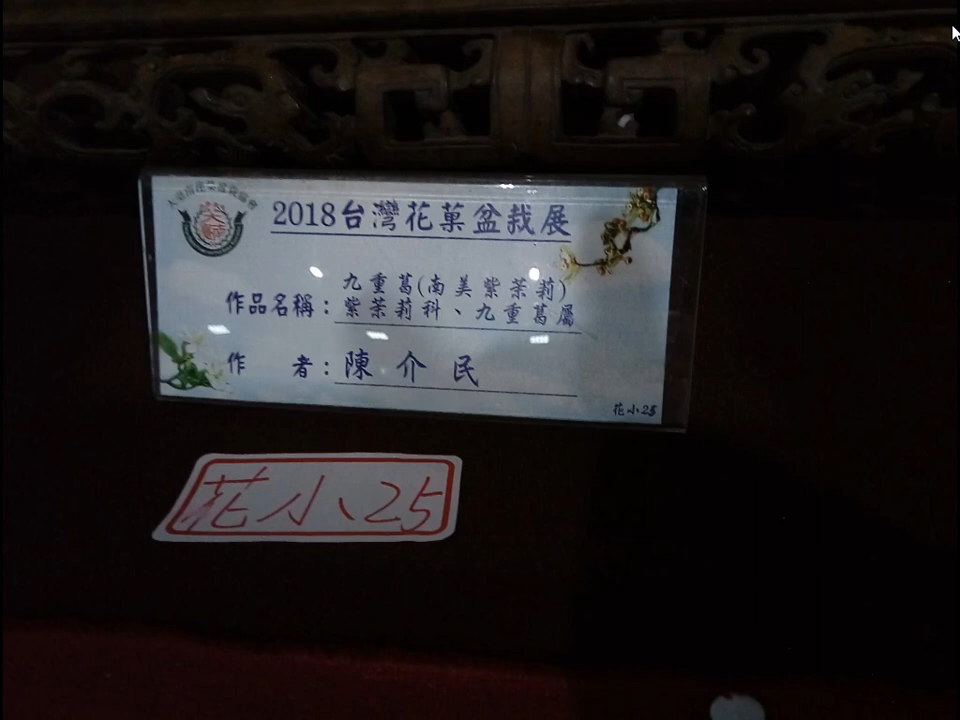 2018台灣花菓盆栽展
九重葛(南美紫茉莉)
作品名稱：紫茉莉科、九重葛屬
作 者：陳介民
花小25
花小25